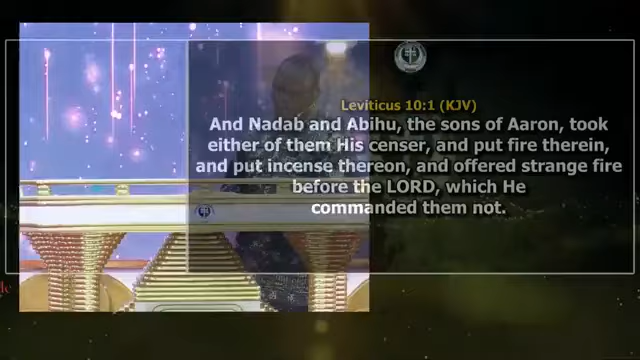 Leviticus 10:1 (KJV)
And Nadab and Abihu, the sons of Aaron, took
either of them His censer, and put fire therein,
and put incense thereon, and offered strange fire
before the LORD, which He
commanded them not.